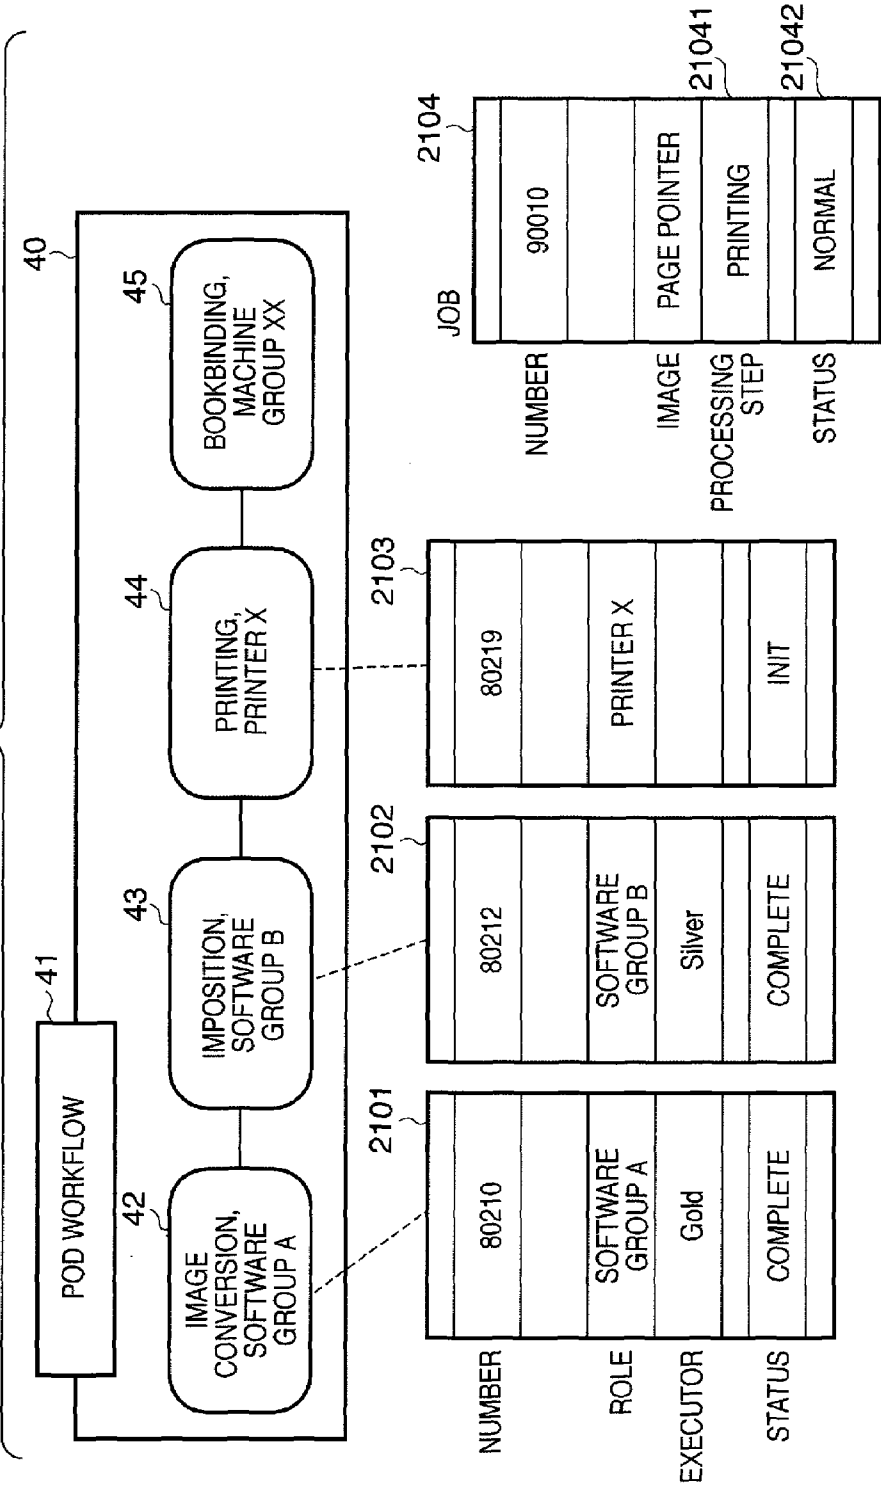 40
41
POD WORKFLOW
42
IMAGE
CONVERSION,
SOFTWARE
GROUP A
43
IMPOSITION,
SOFTWARE
GROUP B
44
PRINTING,
PRINTER X
45
BOOKBINDING,
MACHINE
GROUP XX
2101
NUMBER
80210
ROLE
SOFTWARE
GROUP A
EXECUTOR
Gold
STATUS
COMPLETE
2102
80212
SOFTWARE
GROUP B
Silver
COMPLETE
2103
80219
PRINTER X
INIT
JOB
2104
NUMBER
90010
IMAGE
PAGE POINTER
PROCESSING
STEP
PRINTING
21041
STATUS
NORMAL
21042